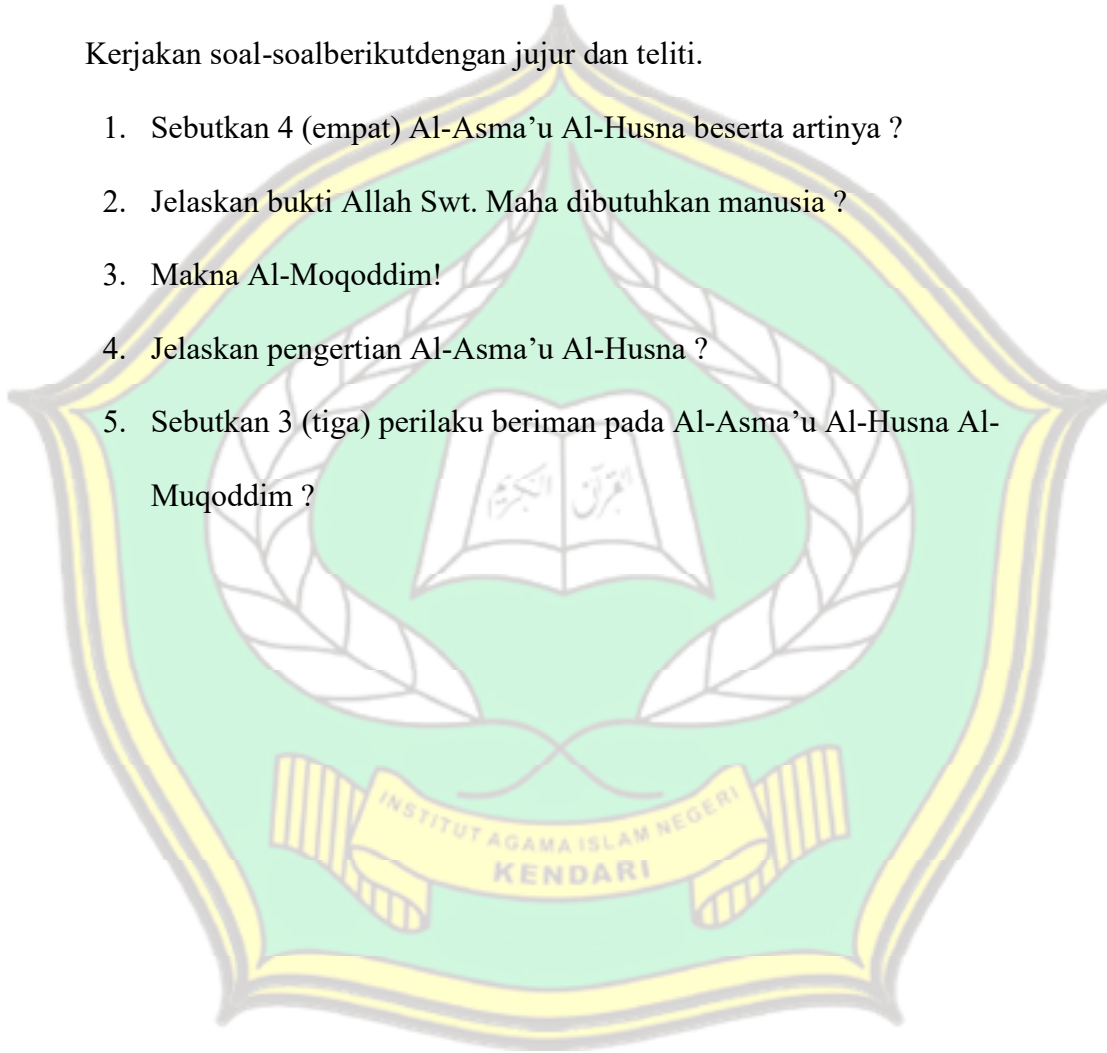 Kerjakan soal-soalberikutdengan jujur dan teliti.
1. Sebutkan 4 (empat) Al-Asma’u Al-Husna beserta artinya ?
2. Jelaskan bukti Allah Swt. Maha dibutuhkan manusia ?
3. Makna Al-Moqoddim!
4. Jelaskan pengertian Al-Asma’u Al-Husna ?
5. Sebutkan 3 (tiga) perilaku beriman pada Al-Asma’u Al-Husna Al-
Muqoddim ?
الكريم القرآن
INSTITUT AGAMA ISLAM NEGERI
KENDARI